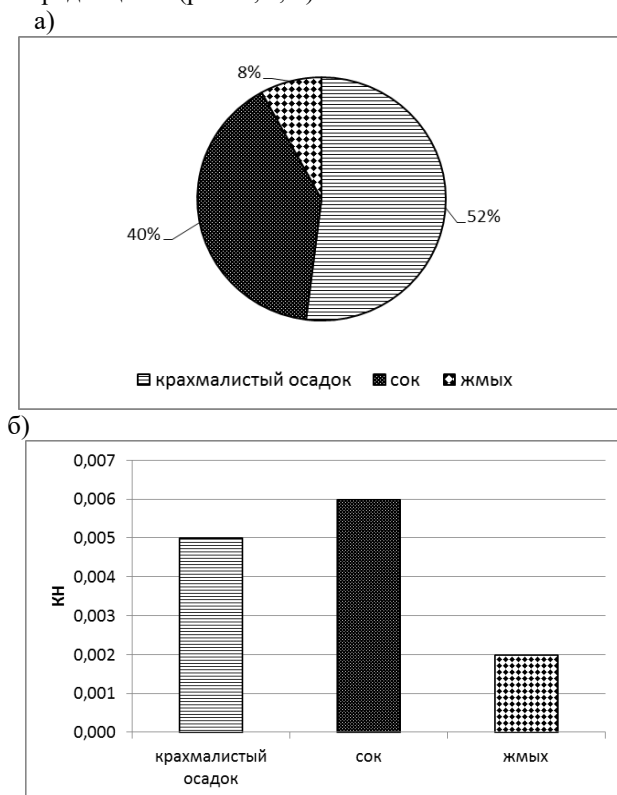 а)
8%
40%
52%
крахмалистый осадок сок жмых
б)
0,007
0,006
0,005
0,004
0,003
0,002
0,001
0,000
КН
крахмалистый
осадок
сок
жмых